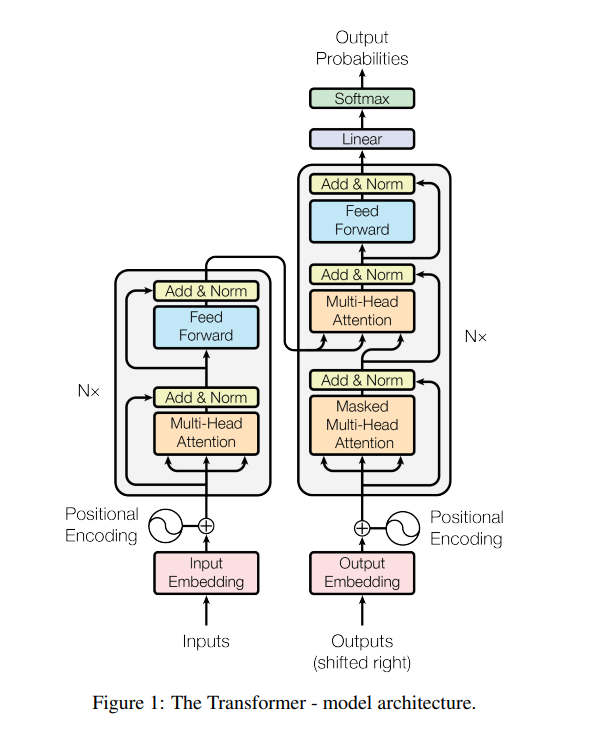 Output
Probabilities
Softmax
Linear
Add & Norm
Feed
Forward
Add & Norm
Multi-Head
Attention
Add & Norm
Masked
Multi-Head
Attention
N×
Add & Norm
Feed
Forward
Add & Norm
Multi-Head
Attention
N×
Positional
Encoding
Positional
Encoding
Input
Embedding
Output
Embedding
Inputs
Outputs
(shifted right)
Figure 1: The Transformer - model architecture.